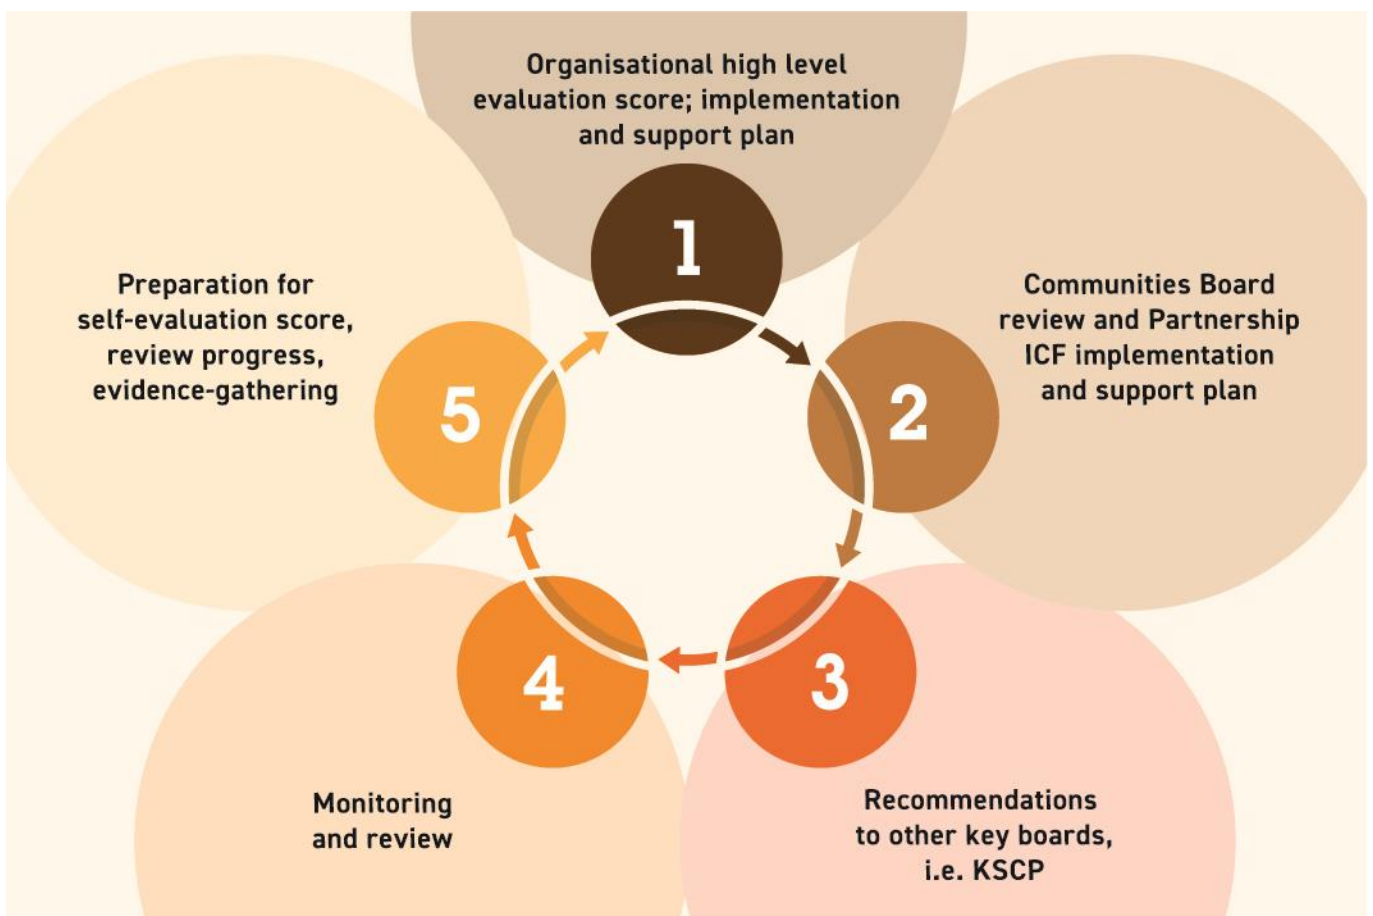 Organisational high level
evaluation score; implementation
and support plan
1
Communities Board
review and Partnership
ICF implementation
and support plan
2
3
Recommendations
to other key boards,
i.e. KSCP
4
Monitoring
and review
Preparation for
self-evaluation score,
review progress,
evidence-gathering
5